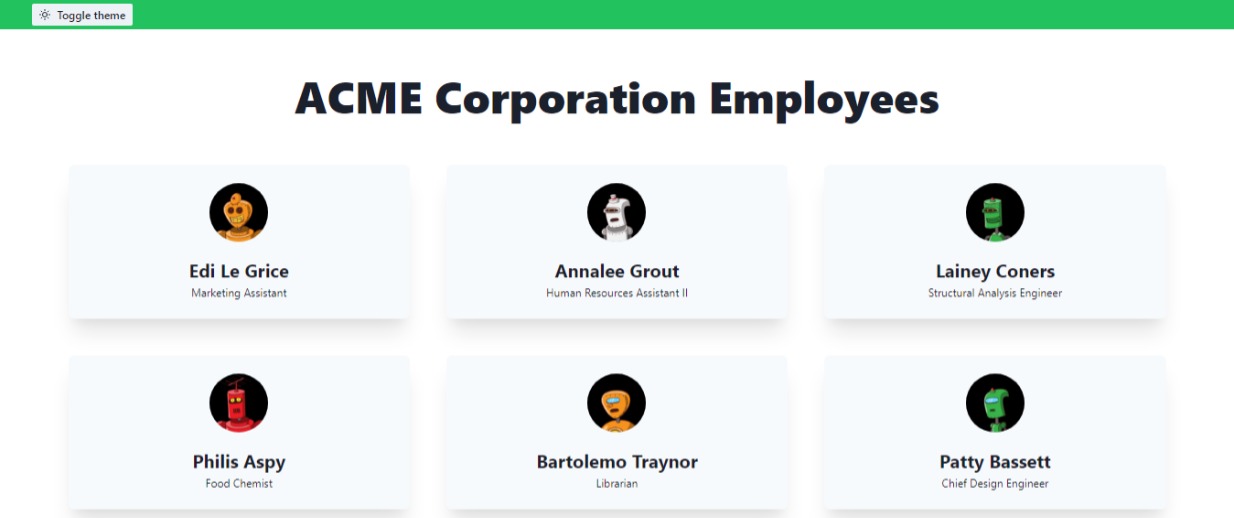 Toggle theme
ACME Corporation Employees
Edi Le Grice
Marketing Assistant
Annalee Grout
Human Resources Assistant II
Lainey Coners
Structural Analysis Engineer
Philis Aspy
Food Chemist
Bartolemo Traynor
Librarian
Patty Bassett
Chief Design Engineer